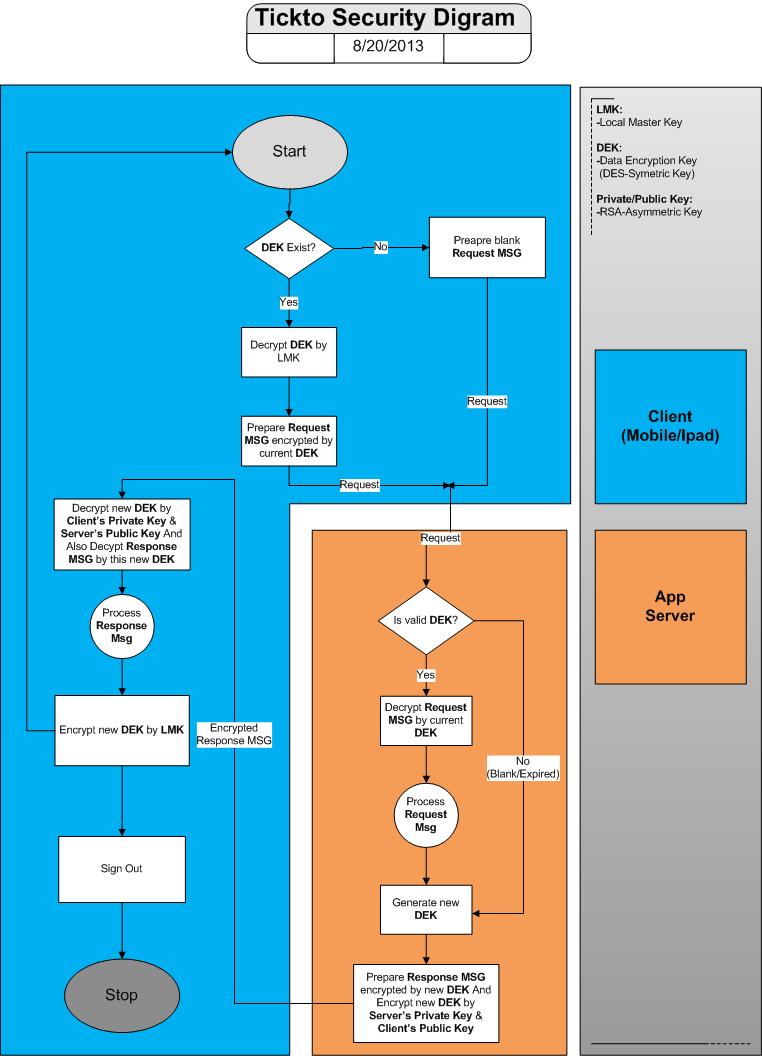 Tickto Security Digram
8/20/2013
LMK:
-Local Master Key
DEK:
-Data Encryption Key
(DES-Symetric Key)
Private/Public Key:
-RSA-Asymmetric Key
Start
DEK Exist?
No
Preapre blank
Request MSG
Yes
Decrypt DEK by
LMK
Request
Prepare Request
MSG encrypted by
current DEK
Request
Client
(Mobile/Ipad)
Decrypt new DEK by
Client's Private Key &
Server's Public Key And
Also Decypt Response
MSG by this new DEK
Request
App
Server
Process
Response
Msg
Is valid DEK?
Yes
Encrypt new DEK by LMK
Encrypted
Response MSG
Decrypt Request
MSG by current
DEK
No
(Blank/Expired)
Process
Request
Msg
Sign Out
Generate new
DEK
Stop
Prepare Response MSG
encrypted by new DEK And
Encrypt new DEK by
Server's Private Key &
Client's Public Key